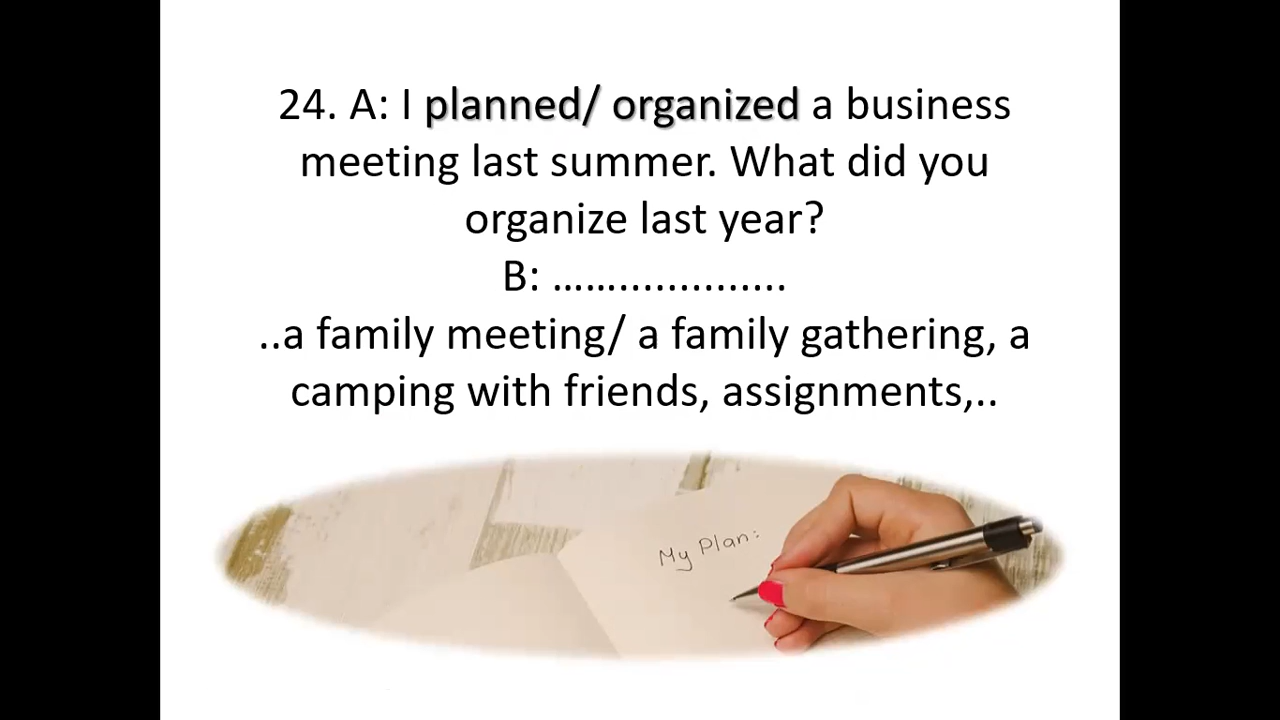 24. A: I planned/ organized a business
meeting last summer. What did you
organize last year?
B: ……...............
..a family meeting/ a family gathering, a
camping with friends, assignments,..
My Plan: